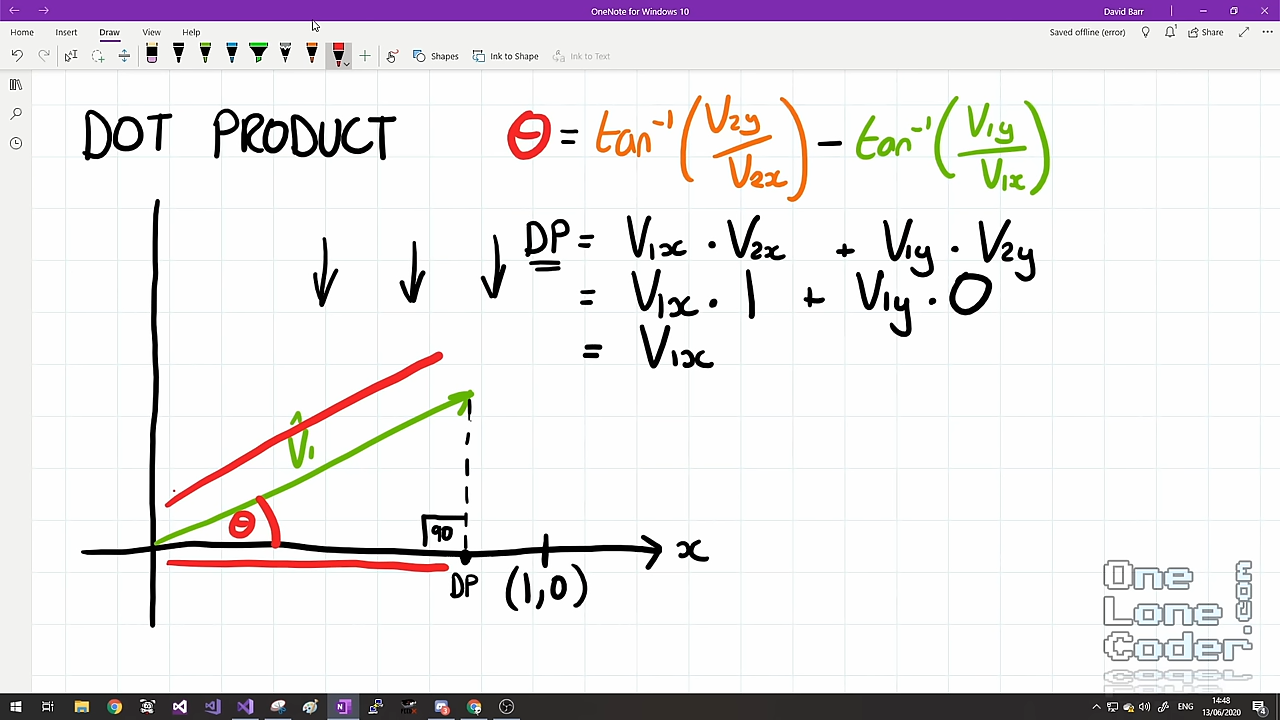 OneNote for Windows 10
David Barr
Home Insert Draw View Help
Saved offline (error)
Share
Shapes
Ink to Shape
Ink to Text
DOT PRODUCT
Θ = tan⁻¹(V2y/V2x) - tan⁻¹(V1y/V1x)
DP = V1x · V2x + V1y · V2y
= V1x · 1 + V1y · 0
= V1x
V̂1
Θ
90
x
DP
(1,0)
One
Lone
Coder
.com
14:48
13/06/2020